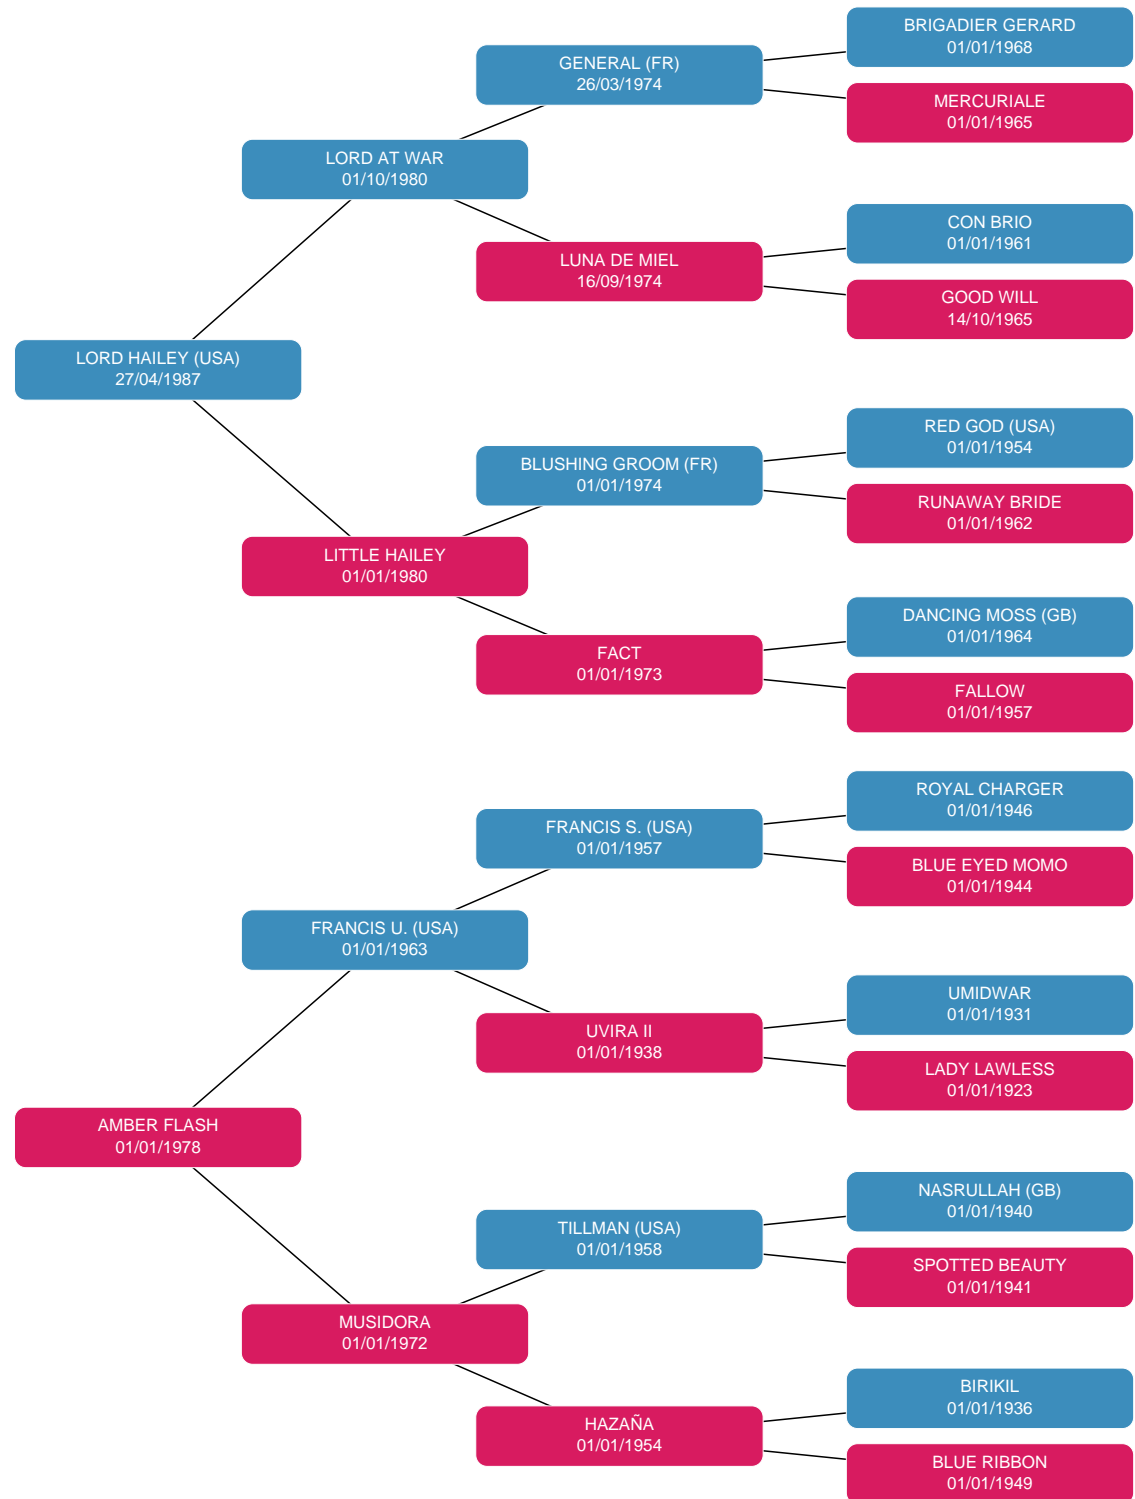 BRIGADIER GERARD
01/01/1968
GENERAL (FR)
26/03/1974
MERCURIALE
01/01/1965
LORD AT WAR
01/10/1980
CON BRIO
01/01/1961
LUNA DE MIEL
16/09/1974
GOOD WILL
14/10/1965
LORD HAILEY (USA)
27/04/1987
RED GOD (USA)
01/01/1954
BLUSHING GROOM (FR)
01/01/1974
RUNAWAY BRIDE
01/01/1962
LITTLE HAILEY
01/01/1980
DANCING MOSS (GB)
01/01/1964
FACT
01/01/1973
FALLOW
01/01/1957
ROYAL CHARGER
01/01/1946
FRANCIS S. (USA)
01/01/1957
BLUE EYED MOMO
01/01/1944
FRANCIS U. (USA)
01/01/1963
UMIDWAR
01/01/1931
UVIRA II
01/01/1938
LADY LAWLESS
01/01/1923
AMBER FLASH
01/01/1978
NASRULLAH (GB)
01/01/1940
TILLMAN (USA)
01/01/1958
SPOTTED BEAUTY
01/01/1941
MUSIDORA
01/01/1972
BIRIKIL
01/01/1936
HAZAÑA
01/01/1954
BLUE RIBBON
01/01/1949